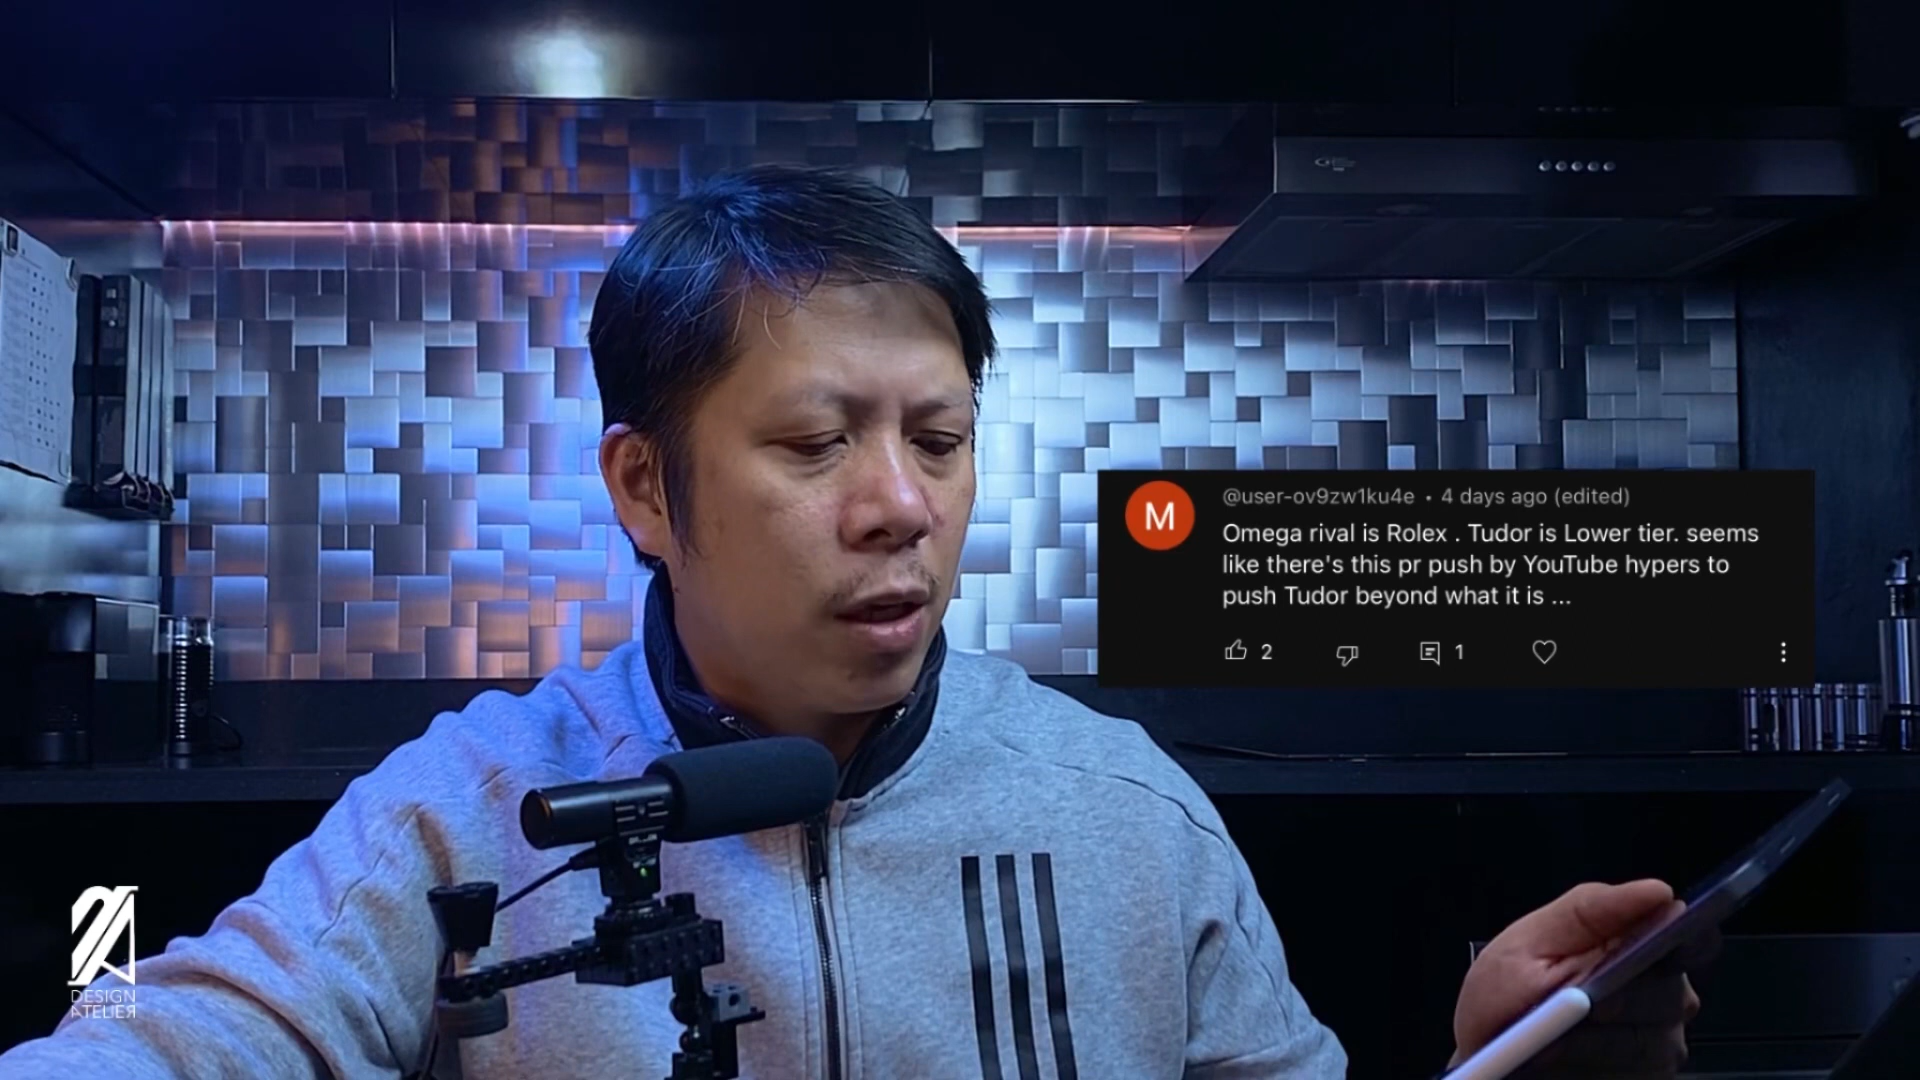 M
@user-ov9zw1ku4e • 4 days ago (edited)
Omega rival is Rolex . Tudor is Lower tier. seems
like there's this pr push by YouTube hypers to
push Tudor beyond what it is ...
2
1
DESIGN
ATELIER